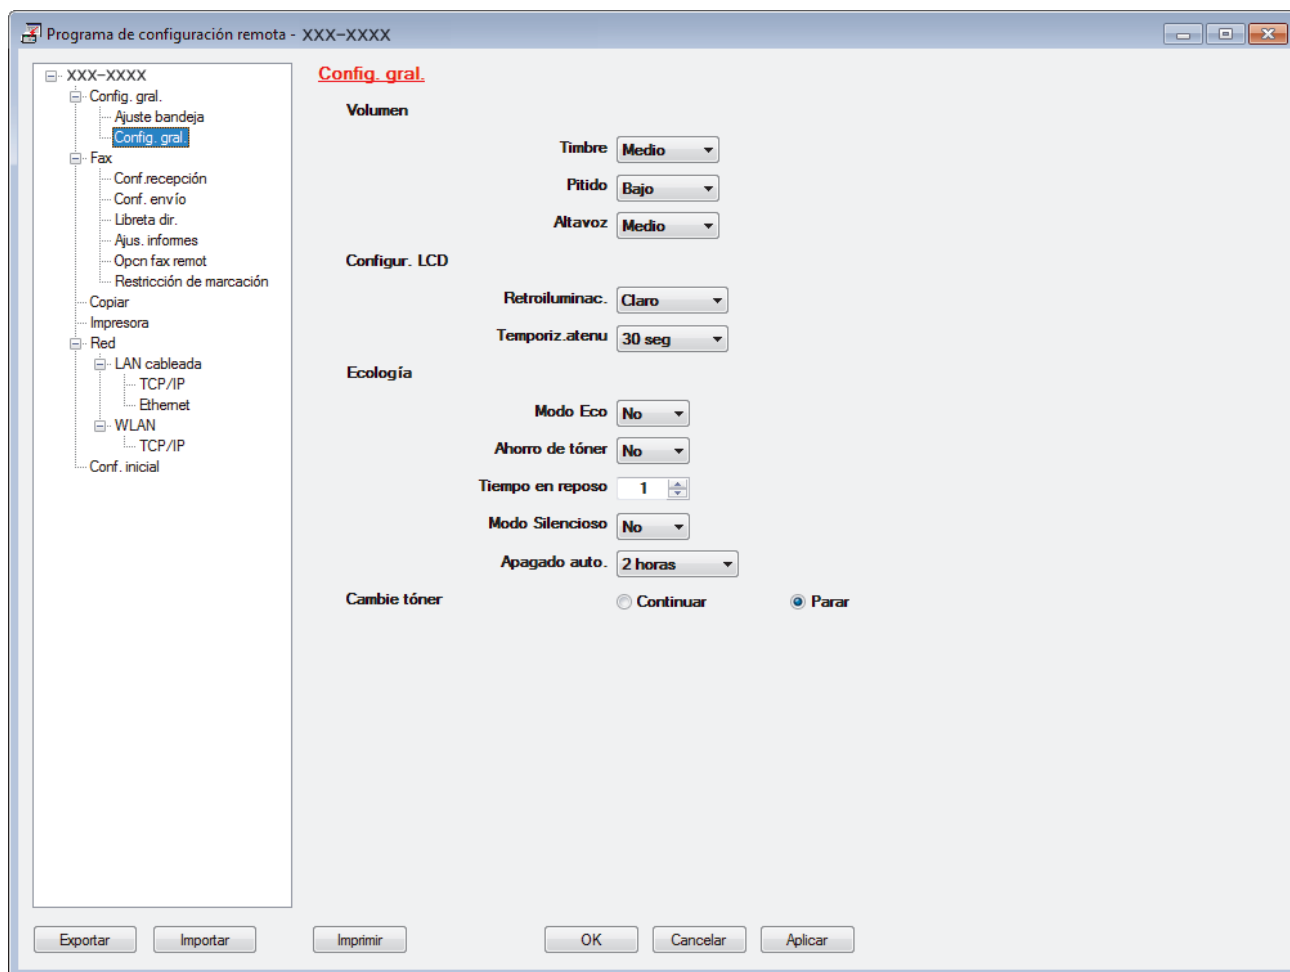 Programa de configuración remota - XXX-XXXX
XXX-XXXX
Config. gral.
Ajuste bandeja
Config. gral.
Fax
Conf.recepción
Conf. envío
Libreta dir.
Ajus. informes
Opcn fax remot
Restricción de marcación
Copiar
Impresora
Red
LAN cableada
TCP/IP
Ethernet
WLAN
TCP/IP
Conf. inicial
Config. gral.
Volumen
Timbre Medio
Pitido Bajo
Altavoz Medio
Configur. LCD
Retroiluminac. Claro
Temporiz.atenu 30 seg
Ecología
Modo Eco No
Ahorro de tóner No
Tiempo en reposo 1
Modo Silencioso No
Apagado auto. 2 horas
Cambie tóner Continuar Parar
Exportar Importar Imprimir OK Cancelar Aplicar